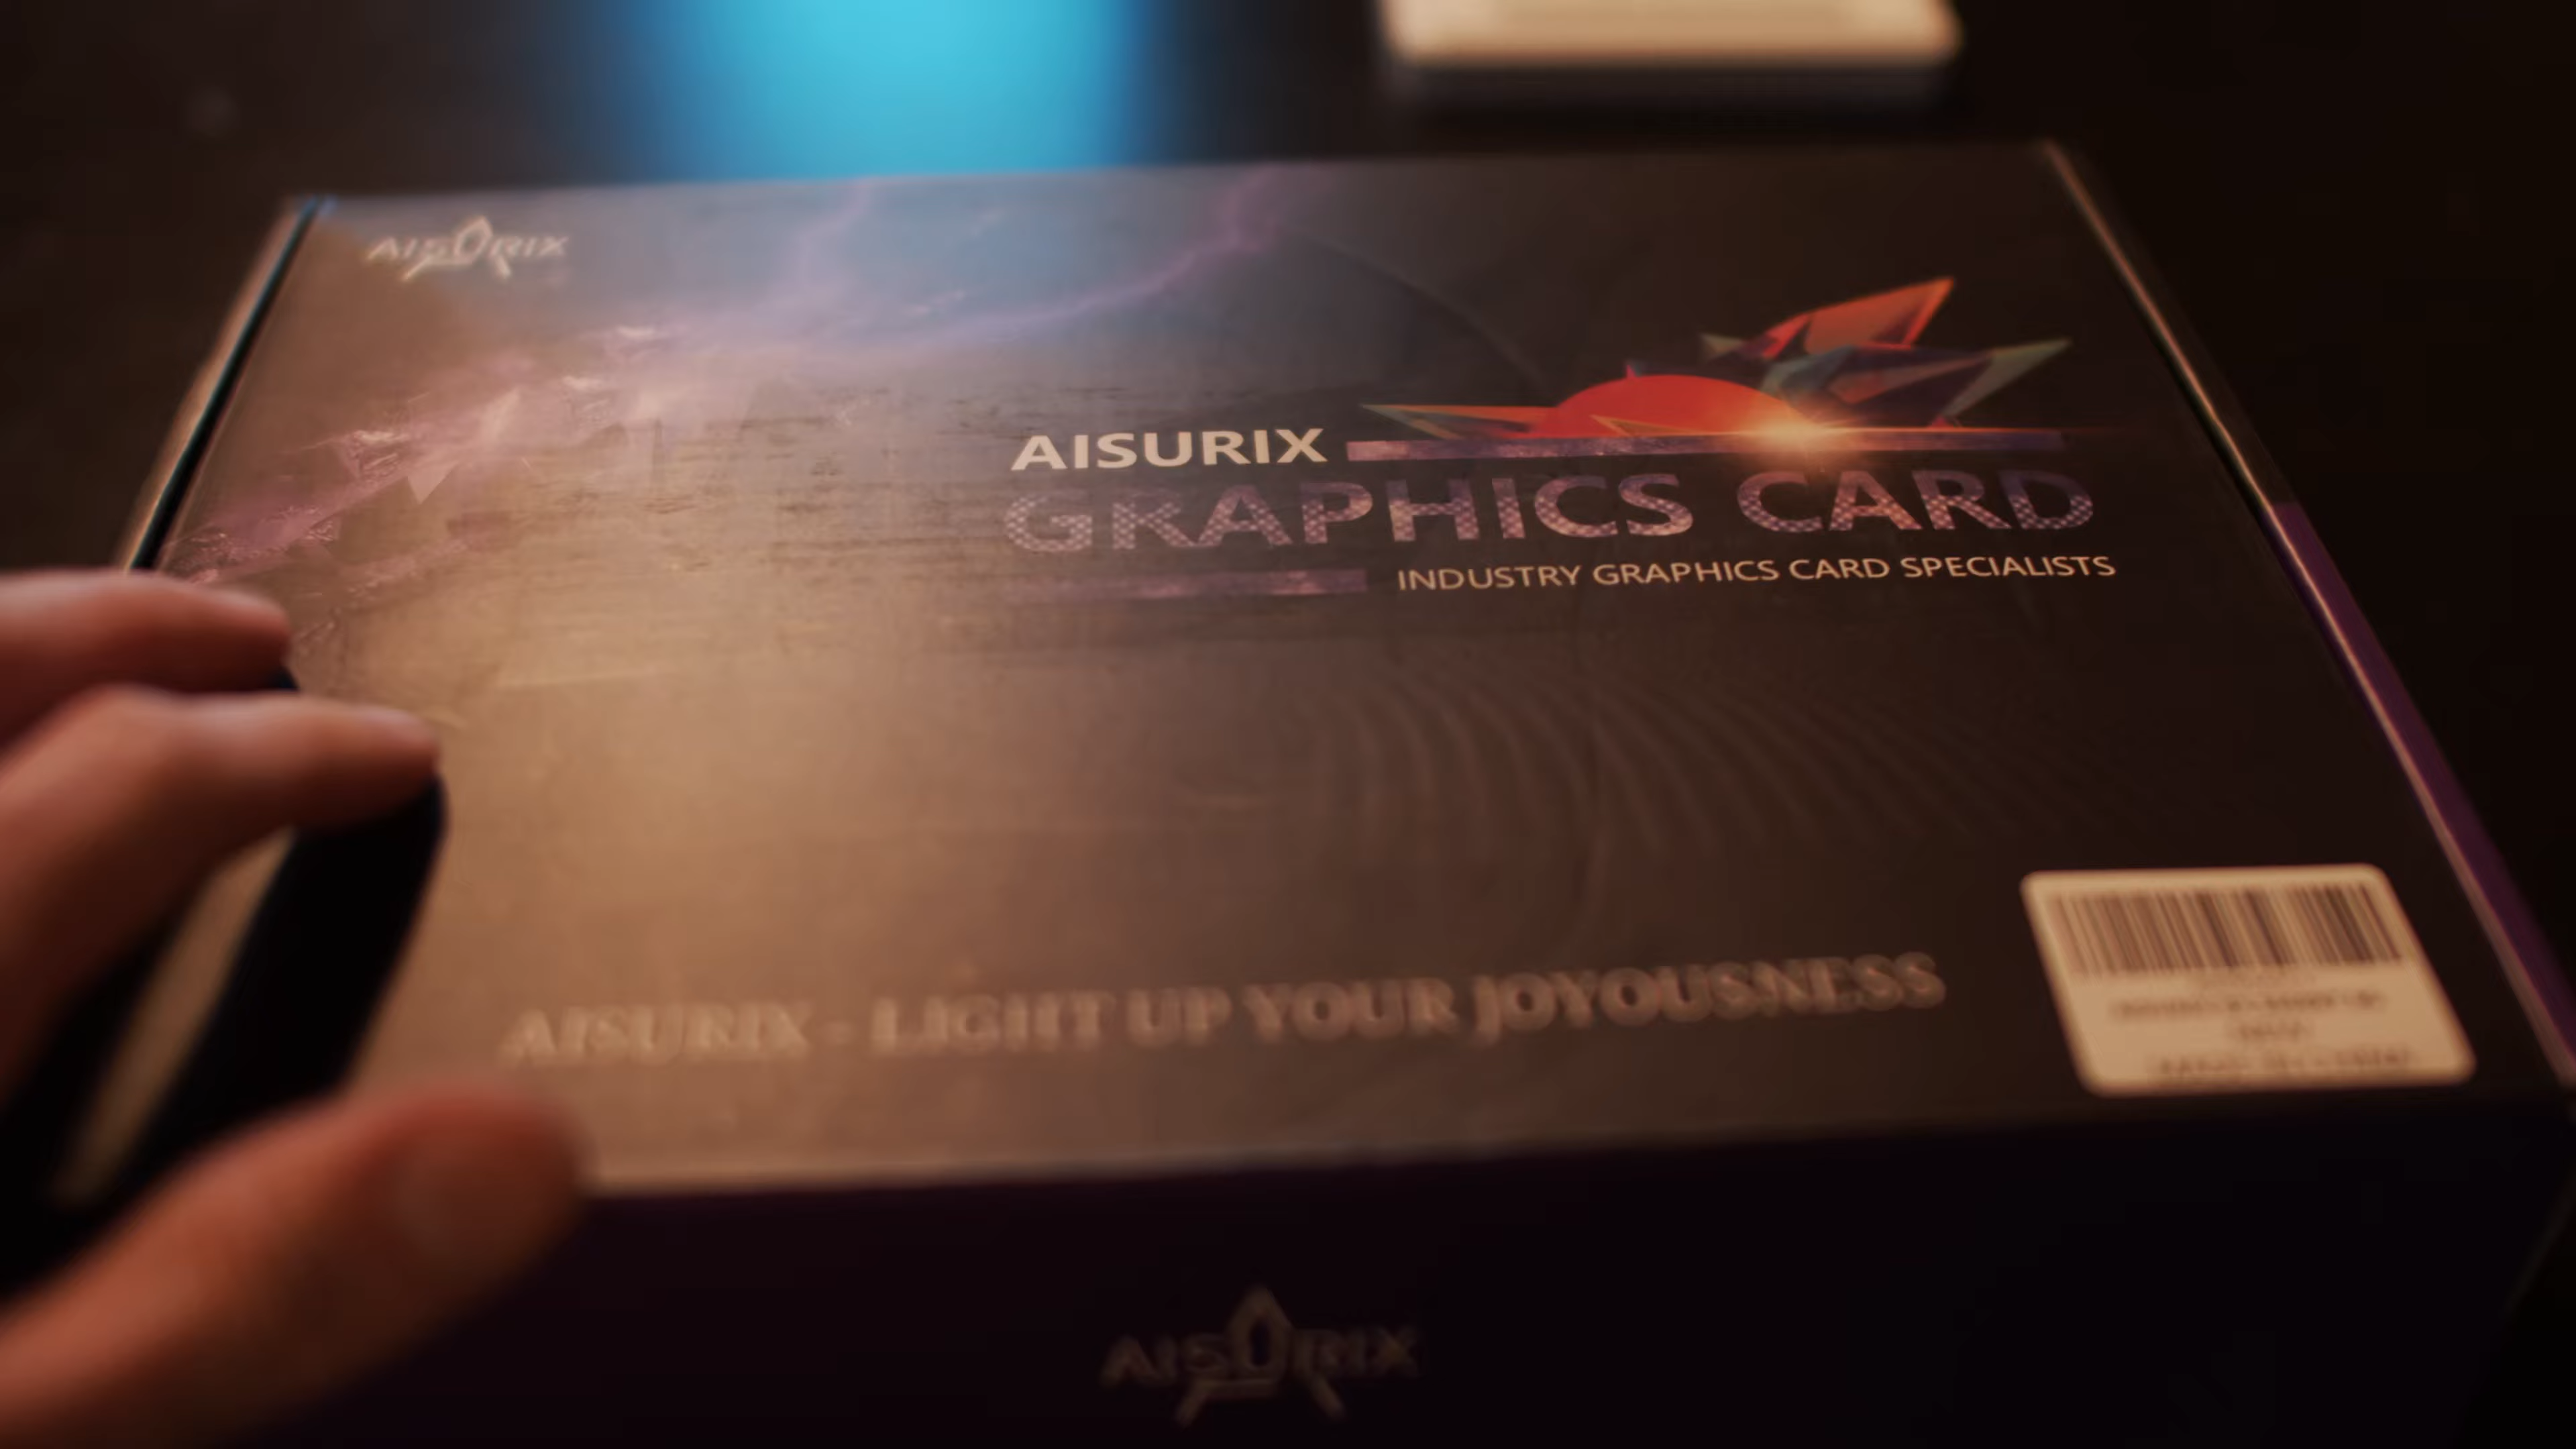 AISURIX
AISURIX
GRAPHICS CARD
INDUSTRY GRAPHICS CARD SPECIALISTS
AISURIX - LIGHT UP YOUR JOYOUSNESS
AISURIX